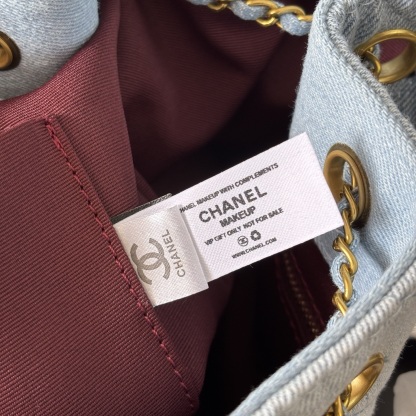 CHANEL MAKEUP WITH COMPLEMENTS
CHANEL
MAKEUP
VIP GIFT ONLY NOT FOR SALE
WWW.CHANEL.COM
CHANEL